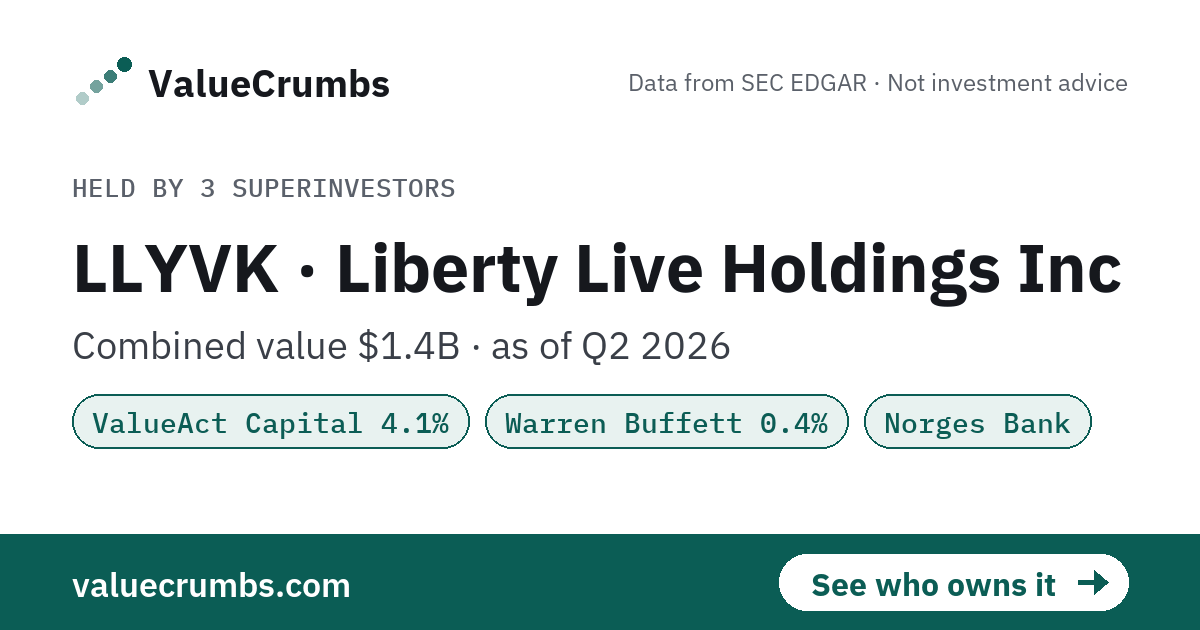 ValueCrumbs
Data from SEC EDGAR · Not investment advice
HELD BY 3 SUPERINVESTORS
LLYVK · Liberty Live Holdings Inc
Combined value $1.4B · as of Q2 2026
ValueAct Capital 4.1%
Warren Buffett 0.4%
Norges Bank
valuecrumbs.com
See who owns it →